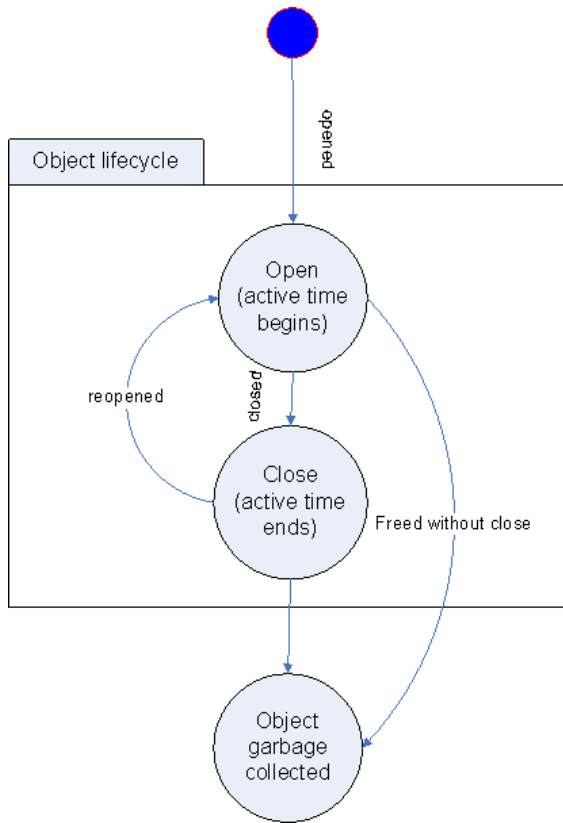 opened
Object lifecycle
Open
(active time
begins)
closed
reopened
Close
(active time
ends)
Freed without close
Object
garbage
collected